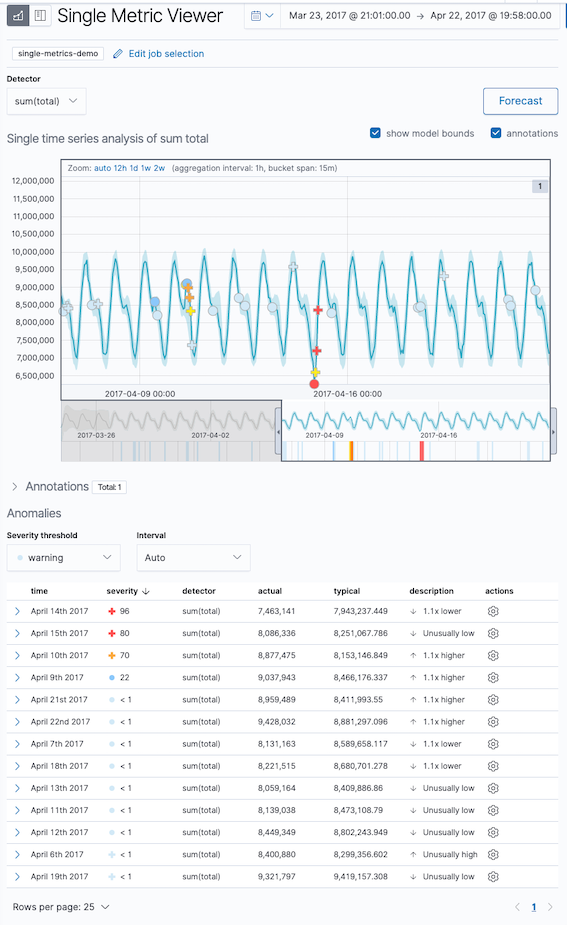 Single Metric Viewer
Mar 23, 2017 @ 21:01:00.00 → Apr 22, 2017 @ 19:58:00.00
single-metrics-demo Edit job selection
Detector
sum(total)
Forecast
Single time series analysis of sum total
show model bounds annotations
Zoom: auto 12h 1d 1w 2w (aggregation interval: 1h, bucket span: 15m)
1
12,000,000
11,500,000
11,000,000
10,500,000
10,000,000
9,500,000
9,000,000
8,500,000
8,000,000
7,500,000
7,000,000
6,500,000
2017-04-09 00:00 2017-04-16 00:00
2017-03-26 2017-04-02 2017-04-09 2017-04-16
Annotations Total: 1
Anomalies
Severity threshold Interval
warning Auto
time severity ↓ detector actual typical description actions
April 14th 2017 96 sum(total) 7,463,141 7,943,237.449 ↓ 1.1x lower
April 15th 2017 80 sum(total) 8,086,336 8,251,067.786 ↓ Unusually low
April 10th 2017 70 sum(total) 8,877,475 8,153,146.849 ↑ 1.1x higher
April 9th 2017 22 sum(total) 9,037,943 8,466,176.337 ↑ 1.1x higher
April 21st 2017 < 1 sum(total) 8,959,489 8,411,993.55 ↑ 1.1x higher
April 22nd 2017 < 1 sum(total) 9,428,032 8,881,297.096 ↑ 1.1x higher
April 7th 2017 < 1 sum(total) 8,131,163 8,589,658.117 ↓ 1.1x lower
April 18th 2017 < 1 sum(total) 8,221,515 8,680,701.278 ↓ 1.1x lower
April 13th 2017 < 1 sum(total) 8,059,164 8,409,886.86 ↓ Unusually low
April 11th 2017 < 1 sum(total) 8,139,038 8,473,108.79 ↓ Unusually low
April 12th 2017 < 1 sum(total) 8,449,349 8,802,243.949 ↓ Unusually low
April 6th 2017 < 1 sum(total) 8,400,880 8,299,356.602 ↑ Unusually high
April 19th 2017 < 1 sum(total) 9,321,797 9,419,157.308 ↓ Unusually low
Rows per page: 25 1